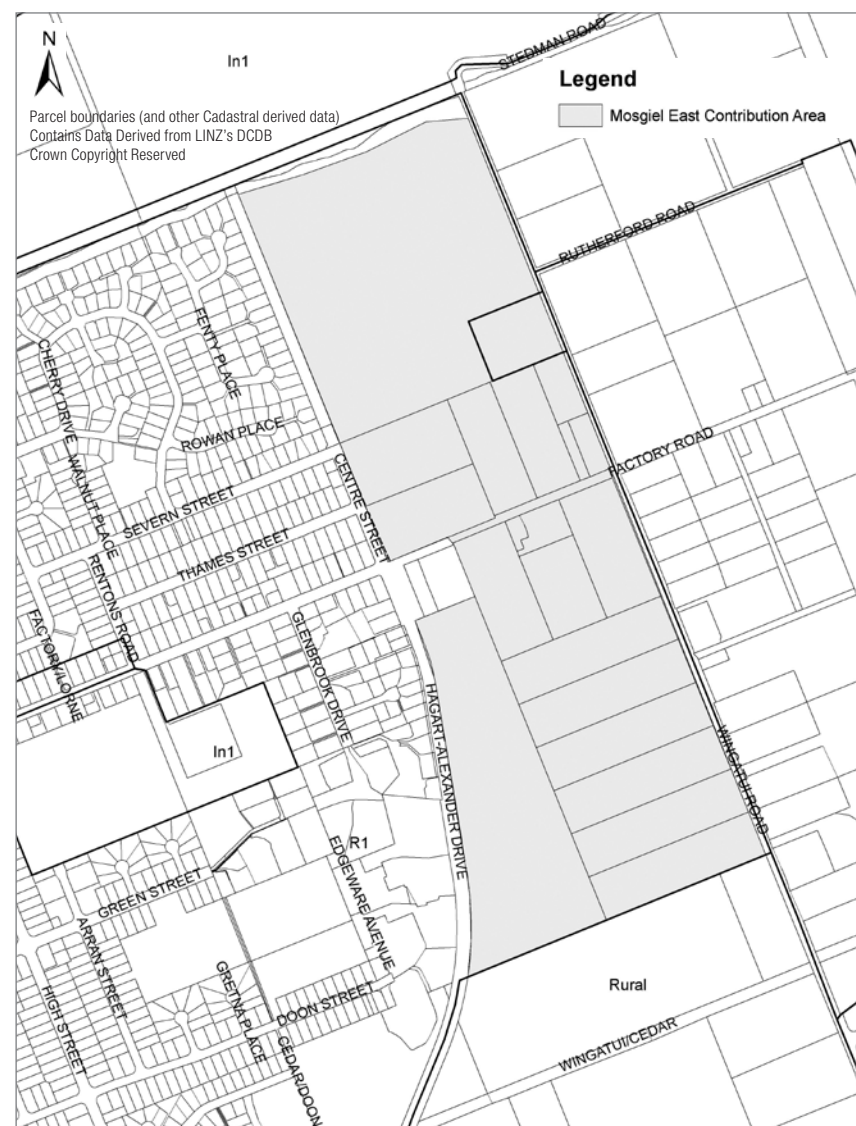 N
In1
STEDMAN ROAD
Parcel boundaries (and other Cadastral derived data)
Contains Data Derived from LINZ's DCDB
Crown Copyright Reserved
Legend
Mosgiel East Contribution Area
RUTHERFORD ROAD
CHERRY DRIVE
FENTY PLACE
ROWAN PLACE
WALNUT PLACE
SEVERN STREET
CENTRE STREET
FACTORY ROAD
THAMES STREET
RENTONS ROAD
FACTORY/LORNE
GLENBROOK DRIVE
HAGART-ALEXANDER DRIVE
In1
WINGATUI ROAD
R1
EDGEWARE AVENUE
GREEN STREET
ARRAN STREET
HIGH STREET
GRETNA PLACE
DOON STREET
CEDAR/DOON
Rural
WINGATUI/CEDAR